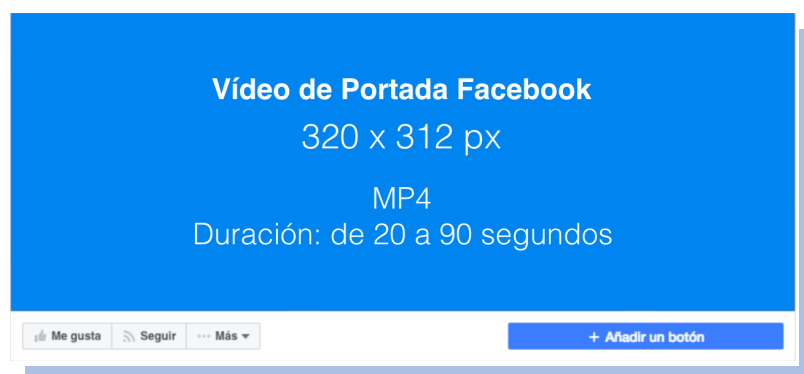 Vídeo de Portada Facebook
320 x 312 px
MP4
Duración: de 20 a 90 segundos
Me gusta Seguir ··· Más + Añadir un botón